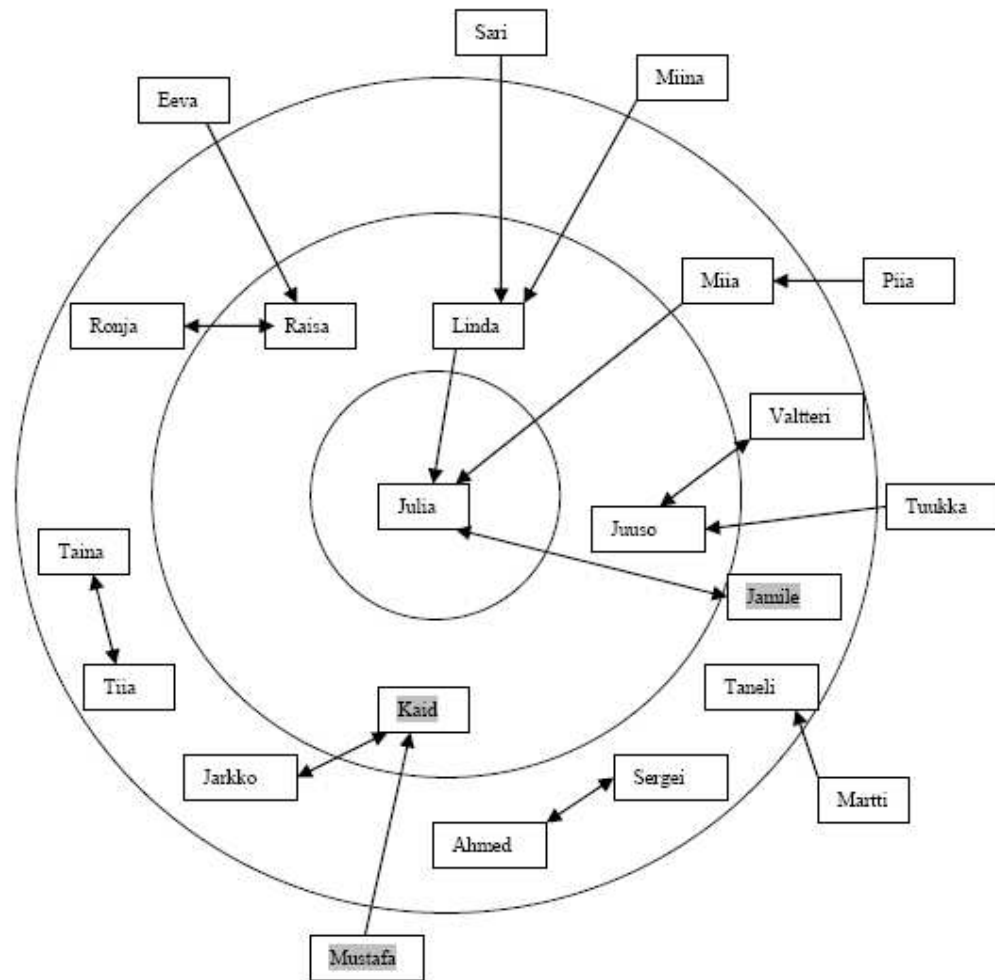 Sari
Miina
Eeva
Miia
Piia
Ronja
Raisa
Linda
Valtteri
Julia
Tuukka
Juuso
Taina
Jamile
Tiia
Taneli
Kaid
Jarkko
Sergei
Martti
Ahmed
Mustafa